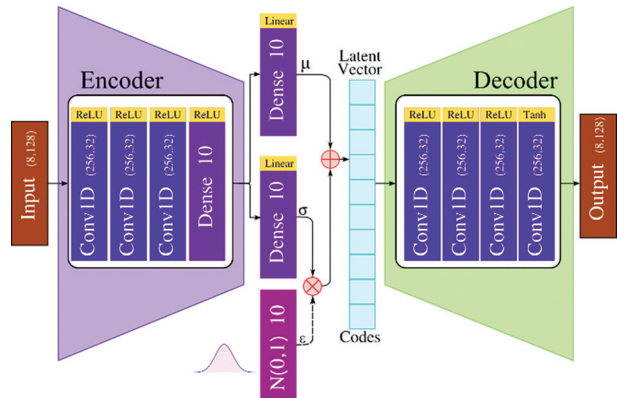 Input (8,128)
Encoder
ReLU
Conv1D (256,32)
ReLU
Conv1D (256,32)
ReLU
Conv1D (256,32)
ReLU
Dense 10
Linear
Dense 10
μ
Linear
Dense 10
σ
N(0,1) 10
ε
Latent
Vector
Codes
Decoder
ReLU
Conv1D (256,32)
ReLU
Conv1D (256,32)
ReLU
Conv1D (256,32)
Tanh
Conv1D (256,32)
Output (8,128)